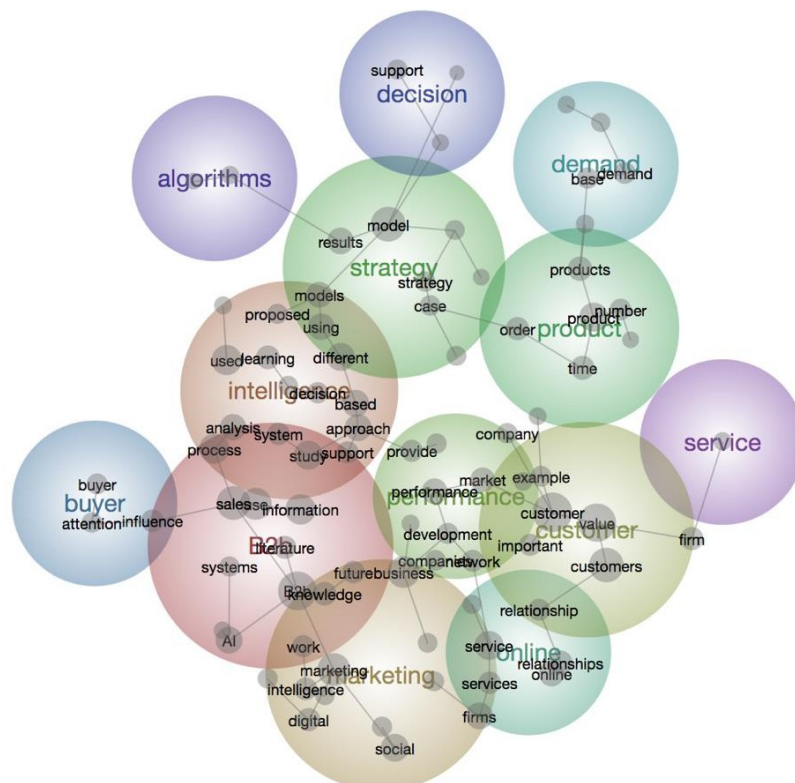 support
decision
algorithms
demand
base
demand
model
results
strategy
strategy
products
models
proposed
using
case
number
product
product
order
used
learning
different
time
intelligence
decision
based
analysis
system
approach
company
process
study
support
provide
service
buyer
buyer
attention
influence
market
example
performance
performance
sales
information
customer
value
customer
B2b
literature
development
important
firm
systems
companies
network
customers
future
business
B2b
knowledge
relationship
AI
work
service
online
marketing
marketing
relationships
online
intelligence
services
digital
firms
social